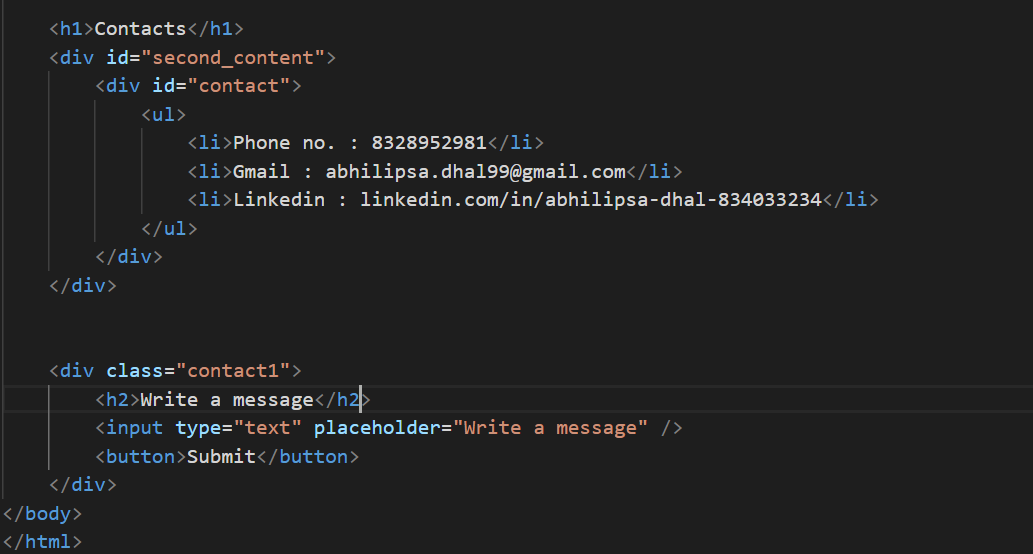 <h1>Contacts</h1>
<div id="second_content">
<div id="contact">
<ul>
<li>Phone no. : 8328952981</li>
<li>Gmail : abhilipsa.dhal99@gmail.com</li>
<li>Linkedin : linkedin.com/in/abhilipsa-dhal-834033234</li>
</ul>
</div>
</div>
<div class="contact1">
<h2>Write a message</h2>
<input type="text" placeholder="Write a message" />
<button>Submit</button>
</div>
</body>
</html>